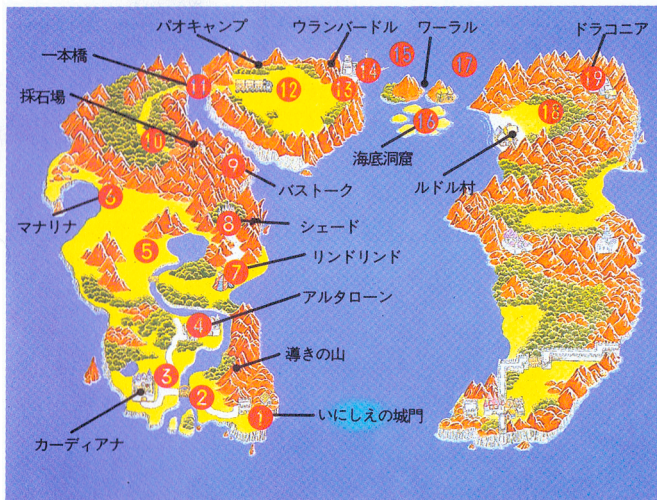 パオキャンプ
ウランバードル
ワーラル
ドラコニア
一本橋
採石場
⑮
⑰
⑭
⑲
⑪
⑫
⑬
⑯
⑱
海底洞窟
ルドル村
⑩
⑨
バストーク
⑥
マナリナ
⑧
シェード
⑤
リンドリンド
⑦
アルタローン
④
導きの山
③
②
①
いにしえの城門
カーディアナ